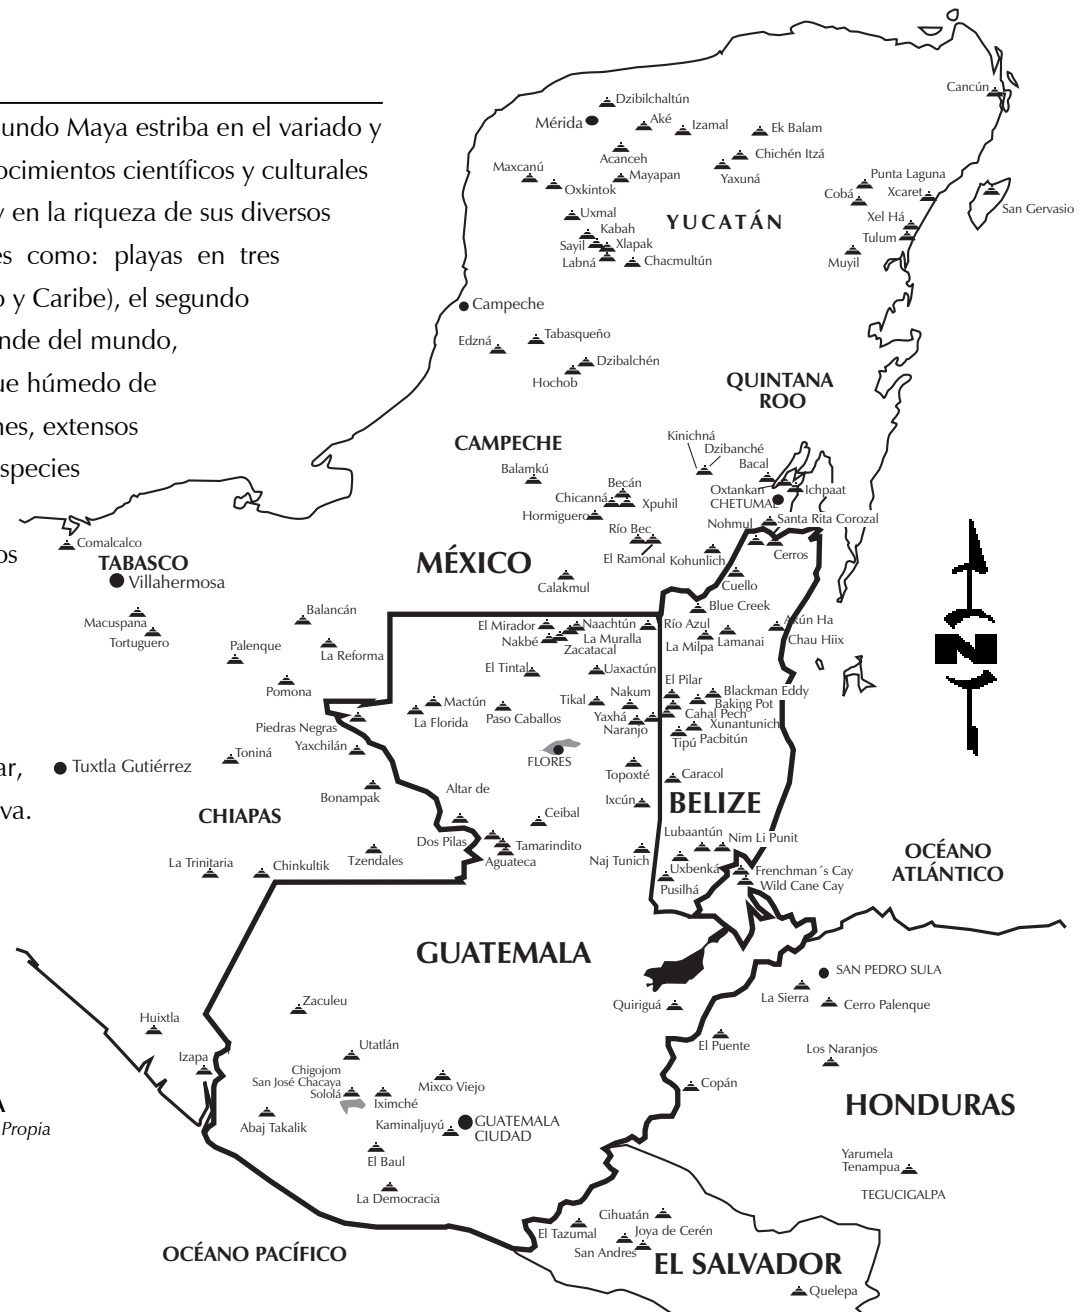 undo Maya estriba en el variado y
ocimientos científicos y culturales
y en la riqueza de sus diversos
es como: playas en tres
o y Caribe), el segundo
nde del mundo,
ue húmedo de
nes, extensos
species
os
ar,
va.
A
Propia
Cancún
Dzibilchaltún
Mérida
Aké
Izamal
Ek Balam
Acanceh
Chichén Itzá
Maxcanú
Mayapan
Yaxuná
Oxkintok
Punta Laguna
Cobá
Xcaret
San Gervasio
Uxmal
YUCATÁN
Xel Há
Kabah
Tulum
Sayil
Xlapak
Labná
Chacmultún
Muyil
Campeche
Edzná
Tabasqueño
Dzibalchén
Hochob
QUINTANA
ROO
Kinichná
CAMPECHE
Dzibanché
Bacal
Balamkú
Becán
Oxtankan
Ichpaat
Chicanná
Xpuhil
CHETUMAL
Hormiguero
Nohmul
Santa Rita Corozal
Río Bec
Comalcalco
TABASCO
MÉXICO
El Ramonal
Kohunlich
Cerros
Villahermosa
Calakmul
Cuello
Balancán
Blue Creek
Macuspana
El Mirador
Naachtún
Río Azul
Akún Ha
Tortuguero
Nakbé
La Muralla
Lamanai
Chau Hiix
Palenque
La Reforma
Zacatacal
La Milpa
El Tintal
Uaxactún
Pomona
El Pilar
Nakum
Blackman Eddy
Mactún
Tikal
Baking Pot
La Florida
Paso Caballos
Yaxhá
Cahal Pech
Piedras Negras
Naranjo
Xunantunich
Yaxchilán
Tipú
Pacbitún
Toniná
FLORES
Tuxtla Gutiérrez
Topoxté
Caracol
Bonampak
Altar de
Ixcún
BELIZE
CHIAPAS
Ceibal
Dos Pilas
Lubaantún
Nim Li Punit
Tamarindito
La Trinitaria
Chinkultik
Tzendales
Aguateca
Naj Tunich
Uxbenká
Frenchman´s Cay
Pusilhá
Wild Cane Cay
OCÉANO
ATLÁNTICO
GUATEMALA
SAN PEDRO SULA
Zaculeu
La Sierra
Quiriguá
Cerro Palenque
Huixtla
El Puente
Utatlán
Los Naranjos
Izapa
Chigojom
San José Chacaya
Sololá
Mixco Viejo
Copán
Iximché
HONDURAS
Abaj Takalik
Kaminaljuyú
GUATEMALA
CIUDAD
El Baul
Yarumela
Tenampua
La Democracia
TEGUCIGALPA
Cihuatán
El Tazumal
Joya de Cerén
OCÉANO PACÍFICO
San Andres
EL SALVADOR
Quelepa
N